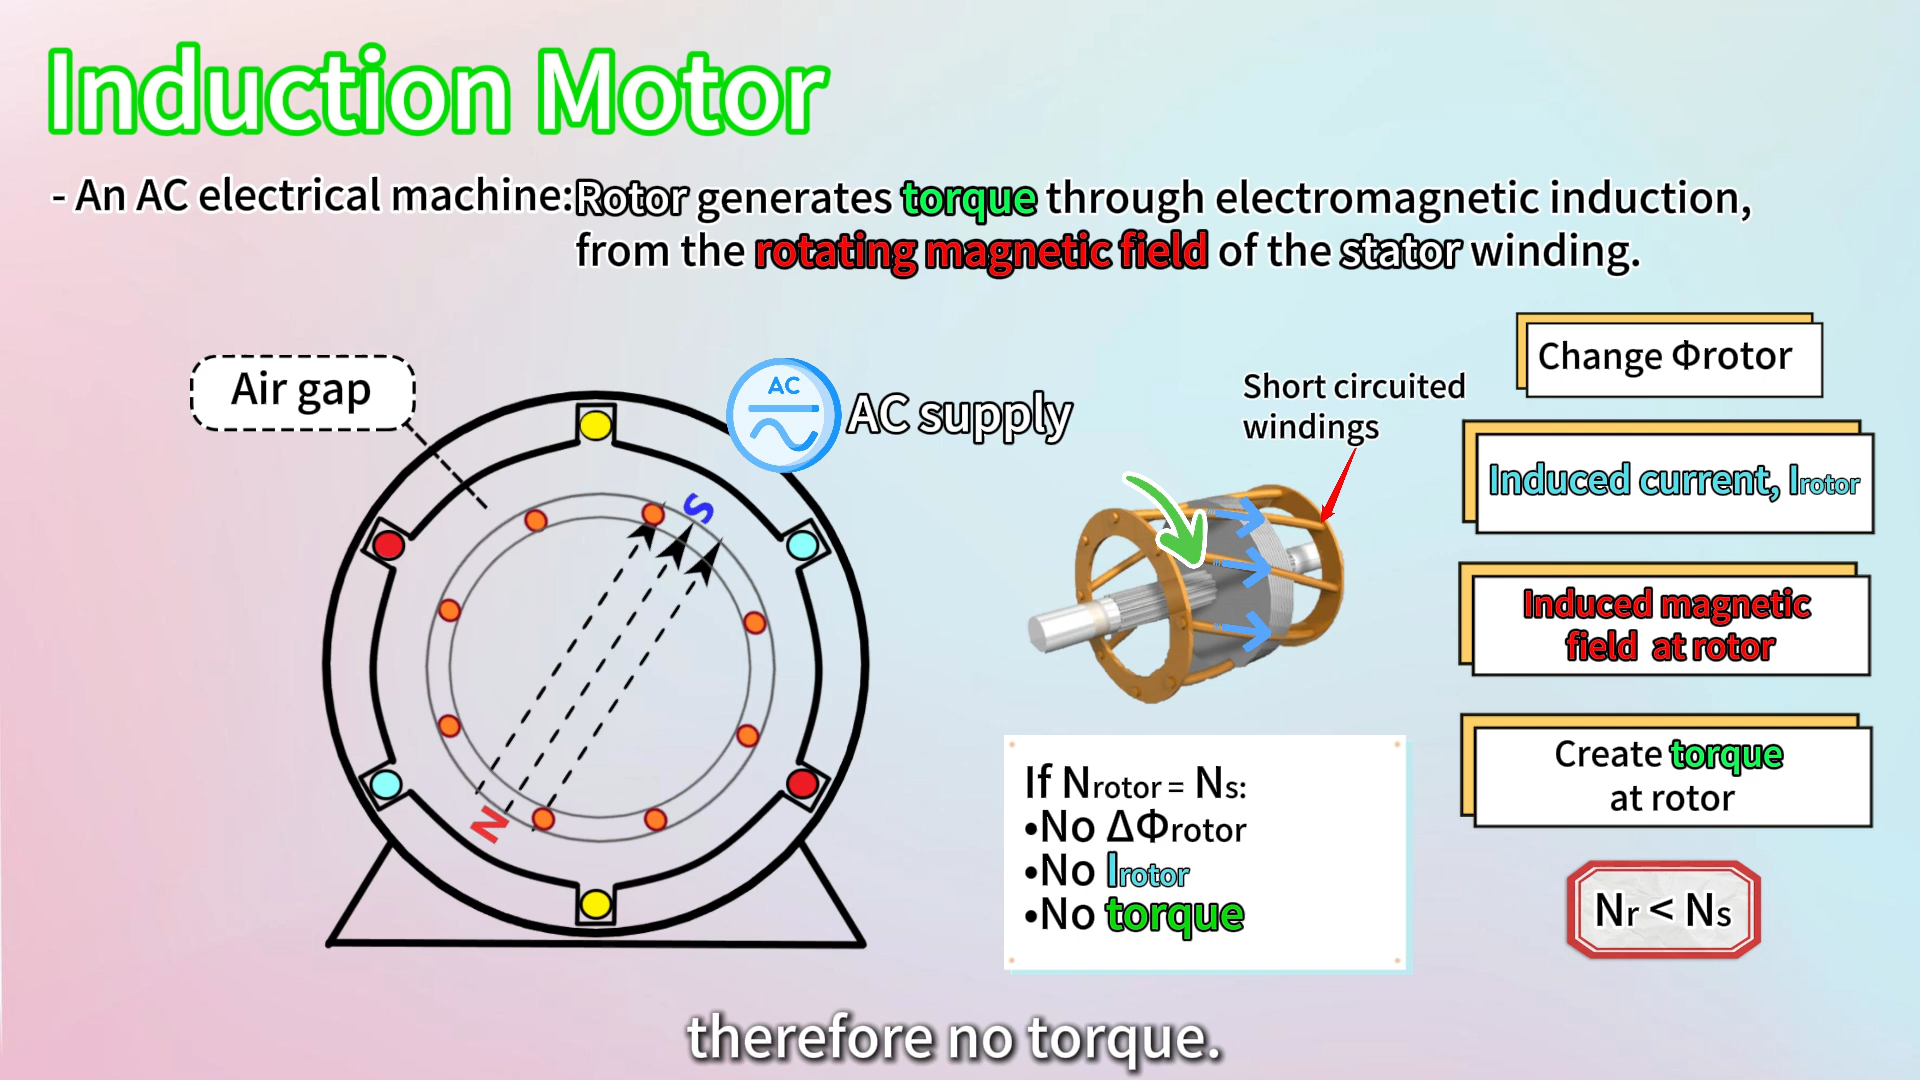 Induction Motor
- An AC electrical machine: Rotor generates torque through electromagnetic induction,
from the rotating magnetic field of the stator winding.
Air gap
AC
AC supply
S
N
Short circuited
windings
If Nrotor = Ns:
•No ΔΦrotor
•No Irotor
•No torque
Change Φrotor
Induced current, Irotor
Induced magnetic
field at rotor
Create torque
at rotor
Nr < Ns
therefore no torque.